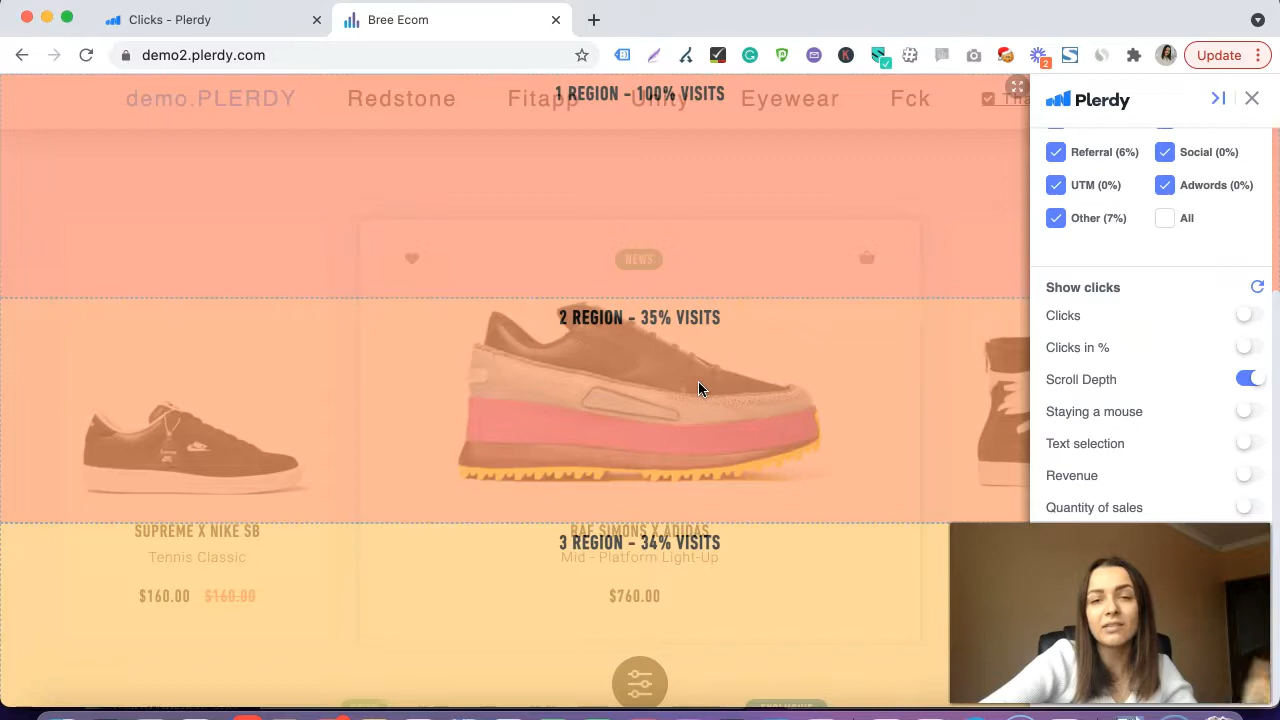 Clicks - Plerdy
Bree Ecom
demo2.plerdy.com
2
Update
demo.PLERDY
Redstone
Fitapp
Unity
Eyewear
Fck
Tha
1 REGION - 100% VISITS
NEWS
2 REGION - 35% VISITS
SUPREME X NIKE SB
Tennis Classic
$160.00 $160.00
RAF SIMONS X ADIDAS
3 REGION - 34% VISITS
Mid - Platform Light-Up
$760.00
Plerdy
Referral (6%)
Social (0%)
UTM (0%)
Adwords (0%)
Other (7%)
All
Show clicks
Clicks
Clicks in %
Scroll Depth
Staying a mouse
Text selection
Revenue
Quantity of sales